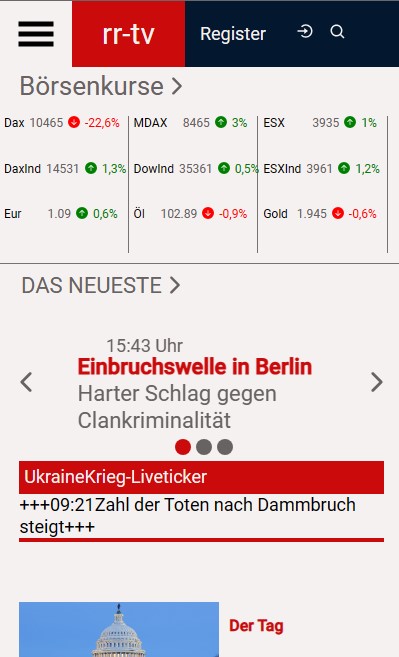 rr-tv Register
Börsenkurse
Dax 10465 -22,6% MDAX 8465 3% ESX 3935 1%
DaxInd 14531 1,3% DowInd 35361 0,5% ESXInd 3961 1,2%
Eur 1.09 0,6% Öl 102.89 -0,9% Gold 1.945 -0,6%
DAS NEUESTE
15:43 Uhr
Einbruchswelle in Berlin
Harter Schlag gegen
Clankriminalität
UkraineKrieg-Liveticker
+++09:21Zahl der Toten nach Dammbruch
steigt+++
Der Tag